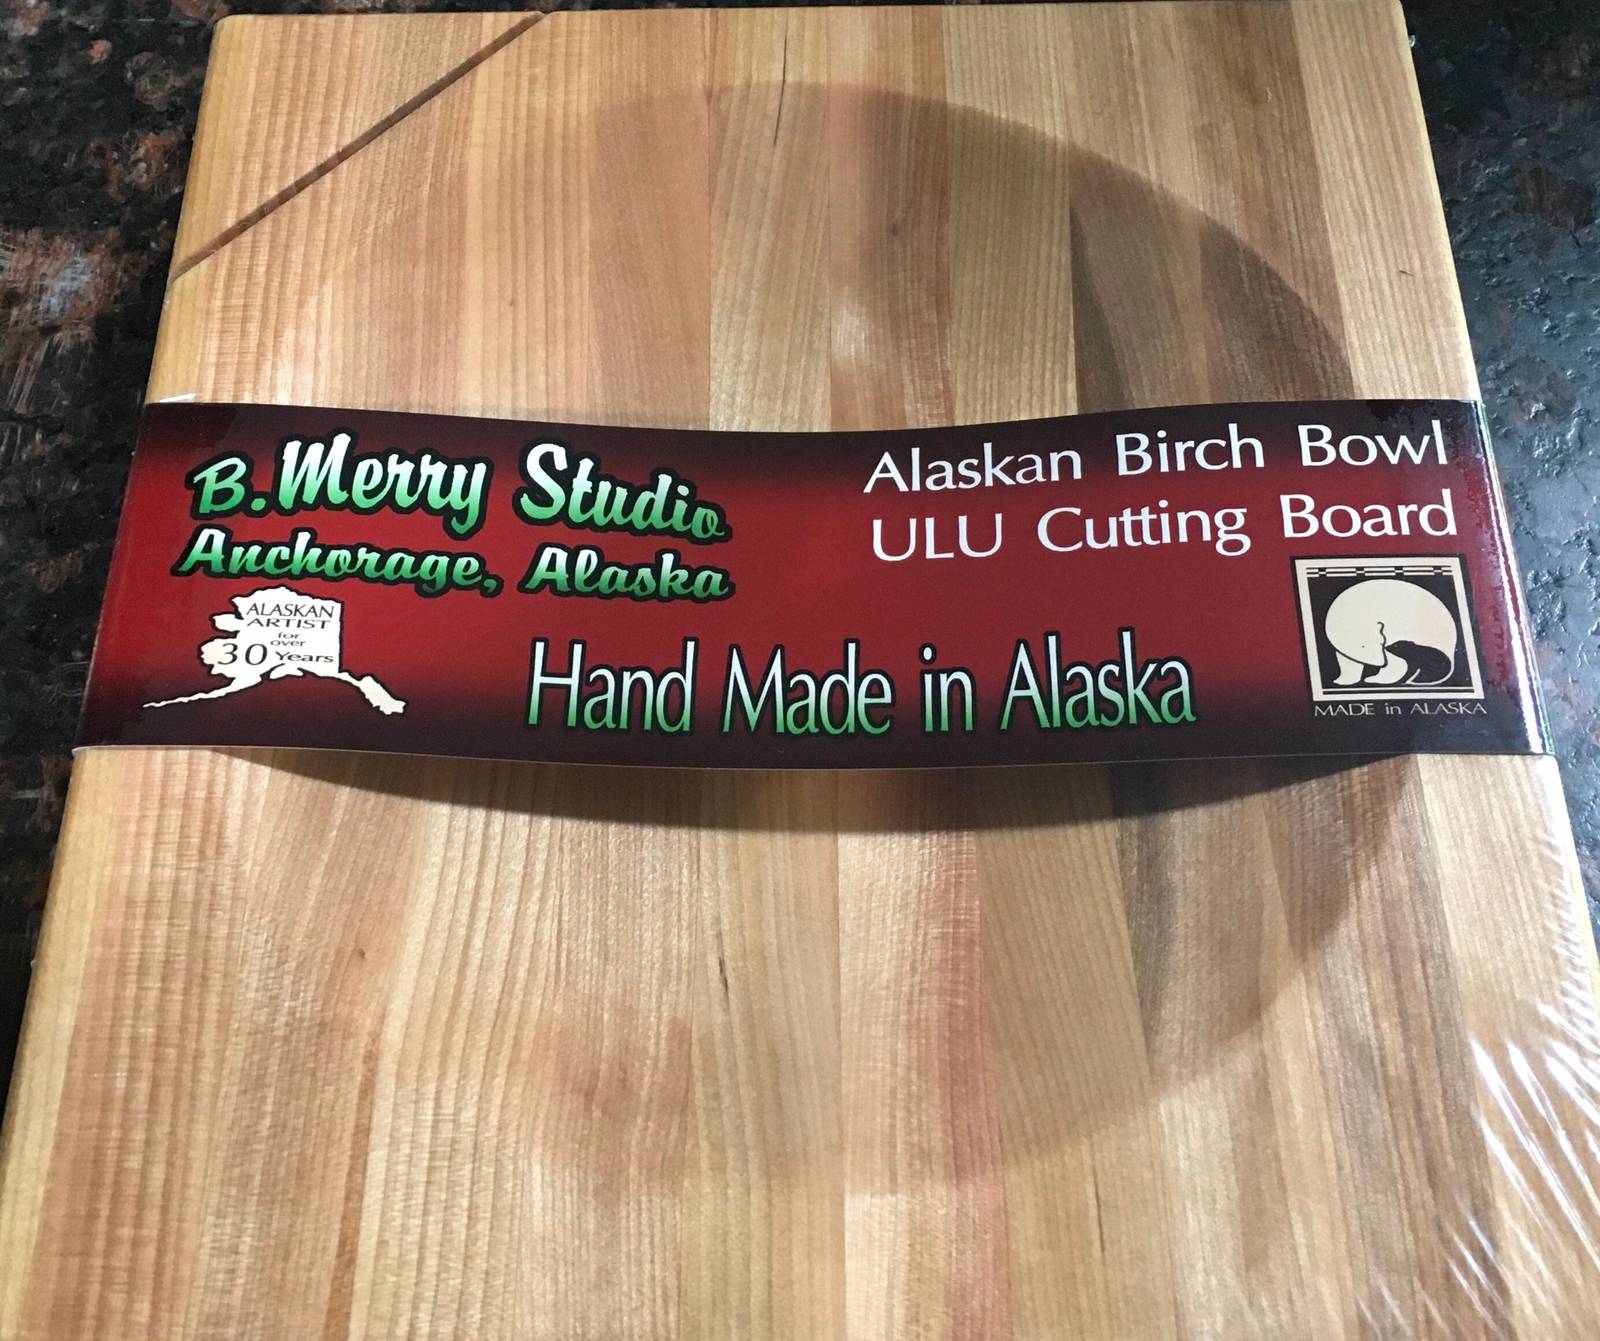 B. Merry Studio
Anchorage, Alaska
ALASKAN
ARTIST
for
over
30 Years
Alaskan Birch Bowl
ULU Cutting Board
Hand Made in Alaska
MADE in ALASKA